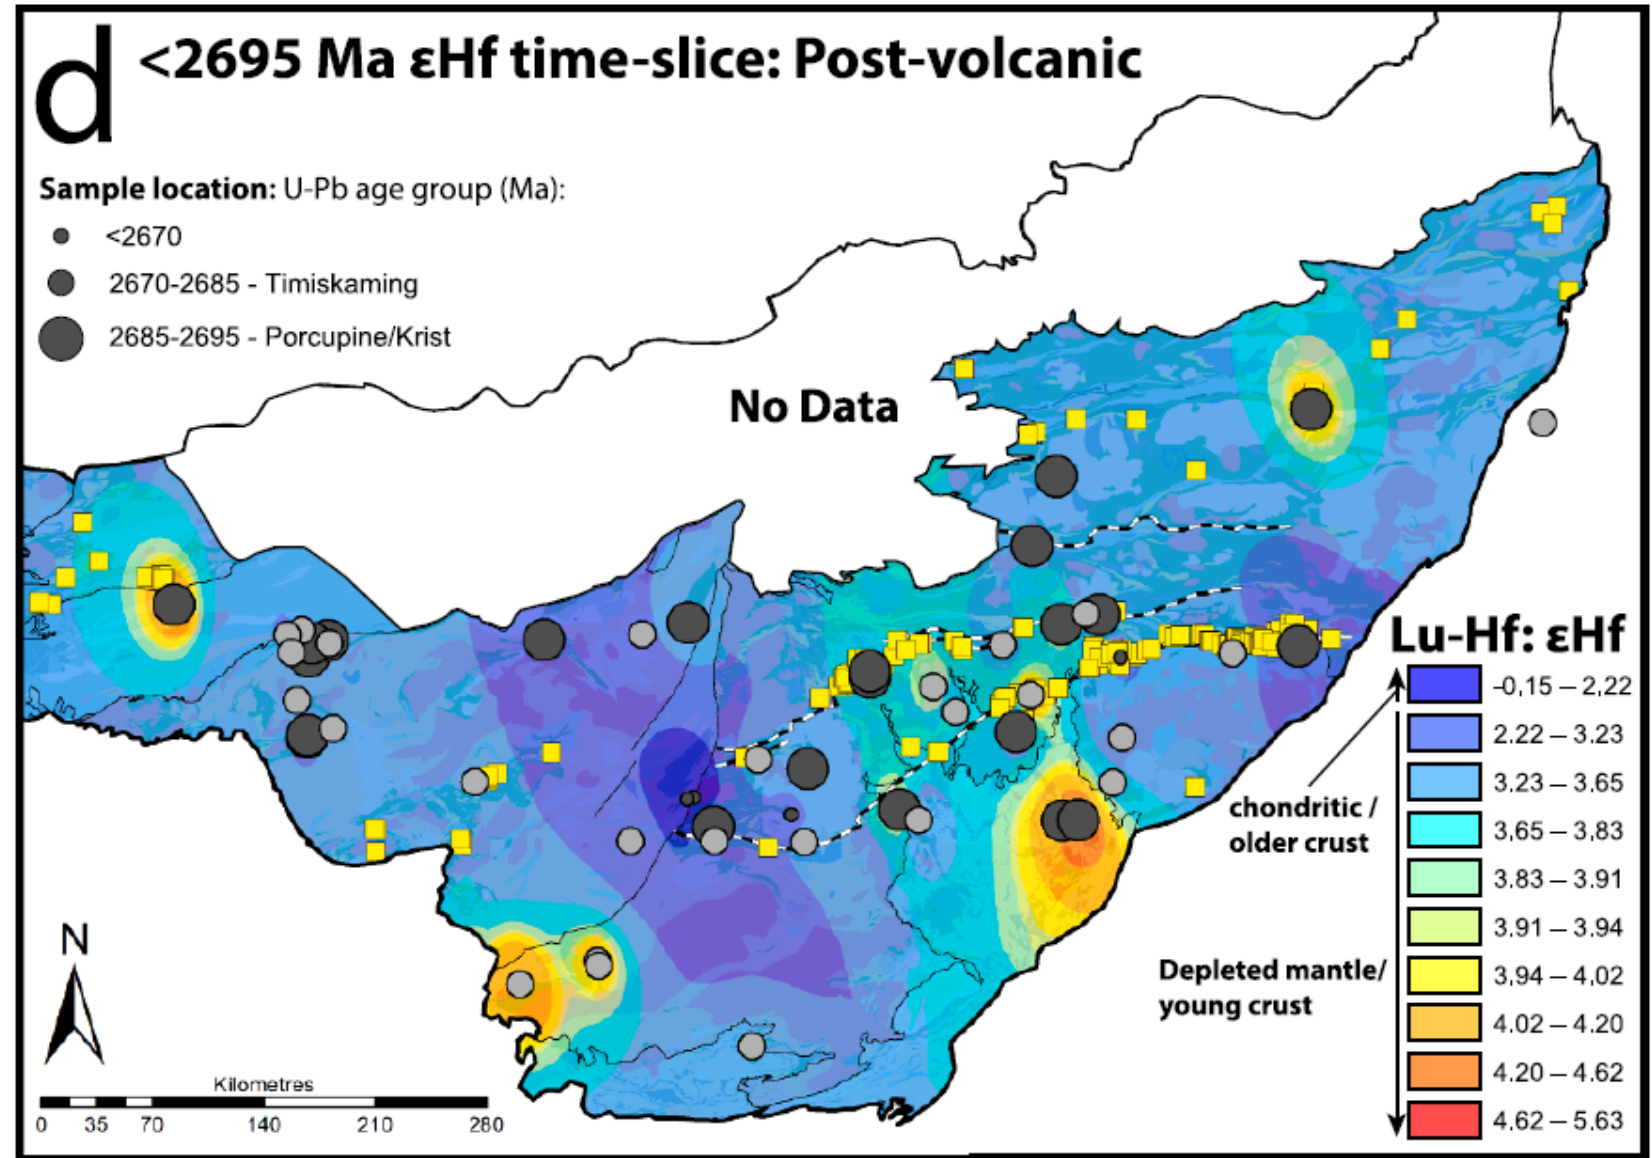 d
<2695 Ma εHf time-slice: Post-volcanic
Sample location: U-Pb age group (Ma):
<2670
2670-2685 - Timiskaming
2685-2695 - Porcupine/Krist
No Data
Lu-Hf: εHf
-0,15 – 2,22
2.22 – 3.23
3.23 – 3.65
3.65 – 3.83
3.83 – 3.91
3.91 – 3.94
3.94 – 4.02
4.02 – 4.20
4.20 – 4.62
4.62 – 5.63
chondritic /
older crust
Depleted mantle/
young crust
N
Kilometres
0 35 70 140 210 280